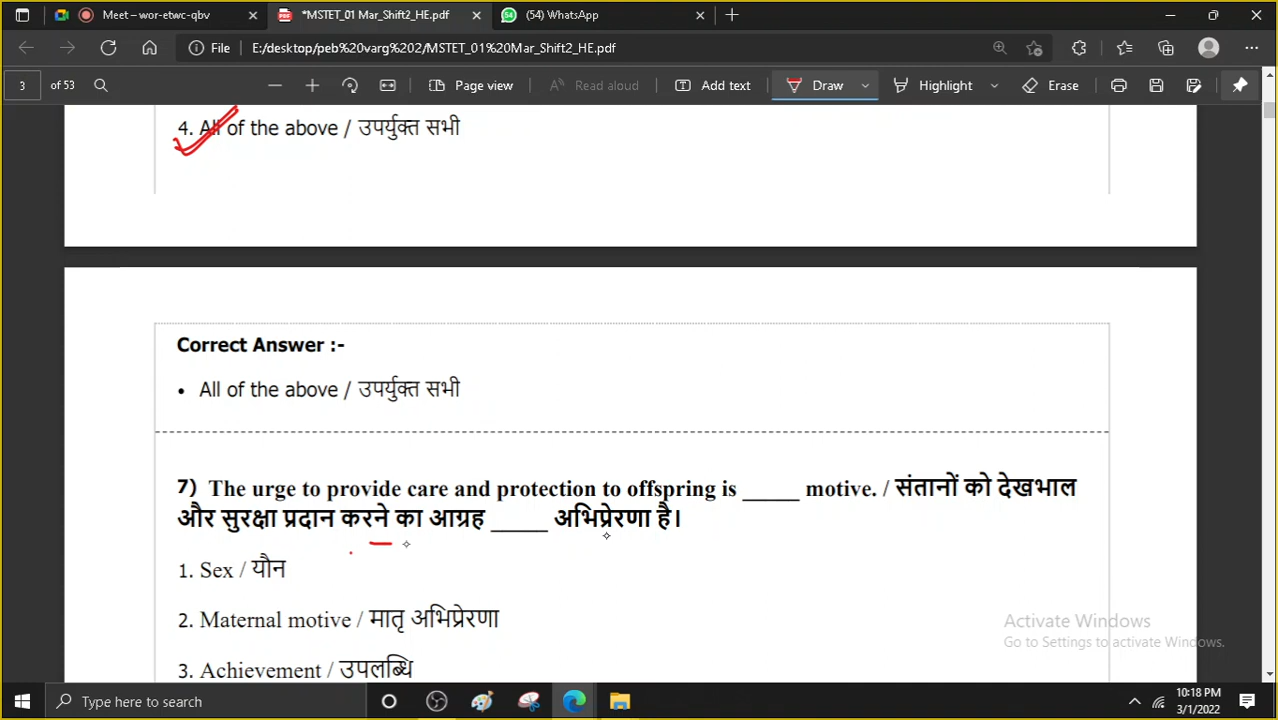 Meet – wor-etwc-qbv
*MSTET_01 Mar_Shift2_HE.pdf
(54) WhatsApp
File
E:/desktop/peb%20varg%202/MSTET_01%20Mar_Shift2_HE.pdf
3 of 53
Page view
Read aloud
Add text
Draw
Highlight
Erase
4. All of the above / उपर्युक्त सभी
Correct Answer :-
• All of the above / उपर्युक्त सभी
7) The urge to provide care and protection to offspring is _____ motive. / संतानों को देखभाल
और सुरक्षा प्रदान करने का आग्रह _____ अभिप्रेरणा है।
1. Sex / यौन
2. Maternal motive / मातृ अभिप्रेरणा
3. Achievement / उपलब्धि
Activate Windows
Go to Settings to activate Windows.
Type here to search
10:18 PM
3/1/2022